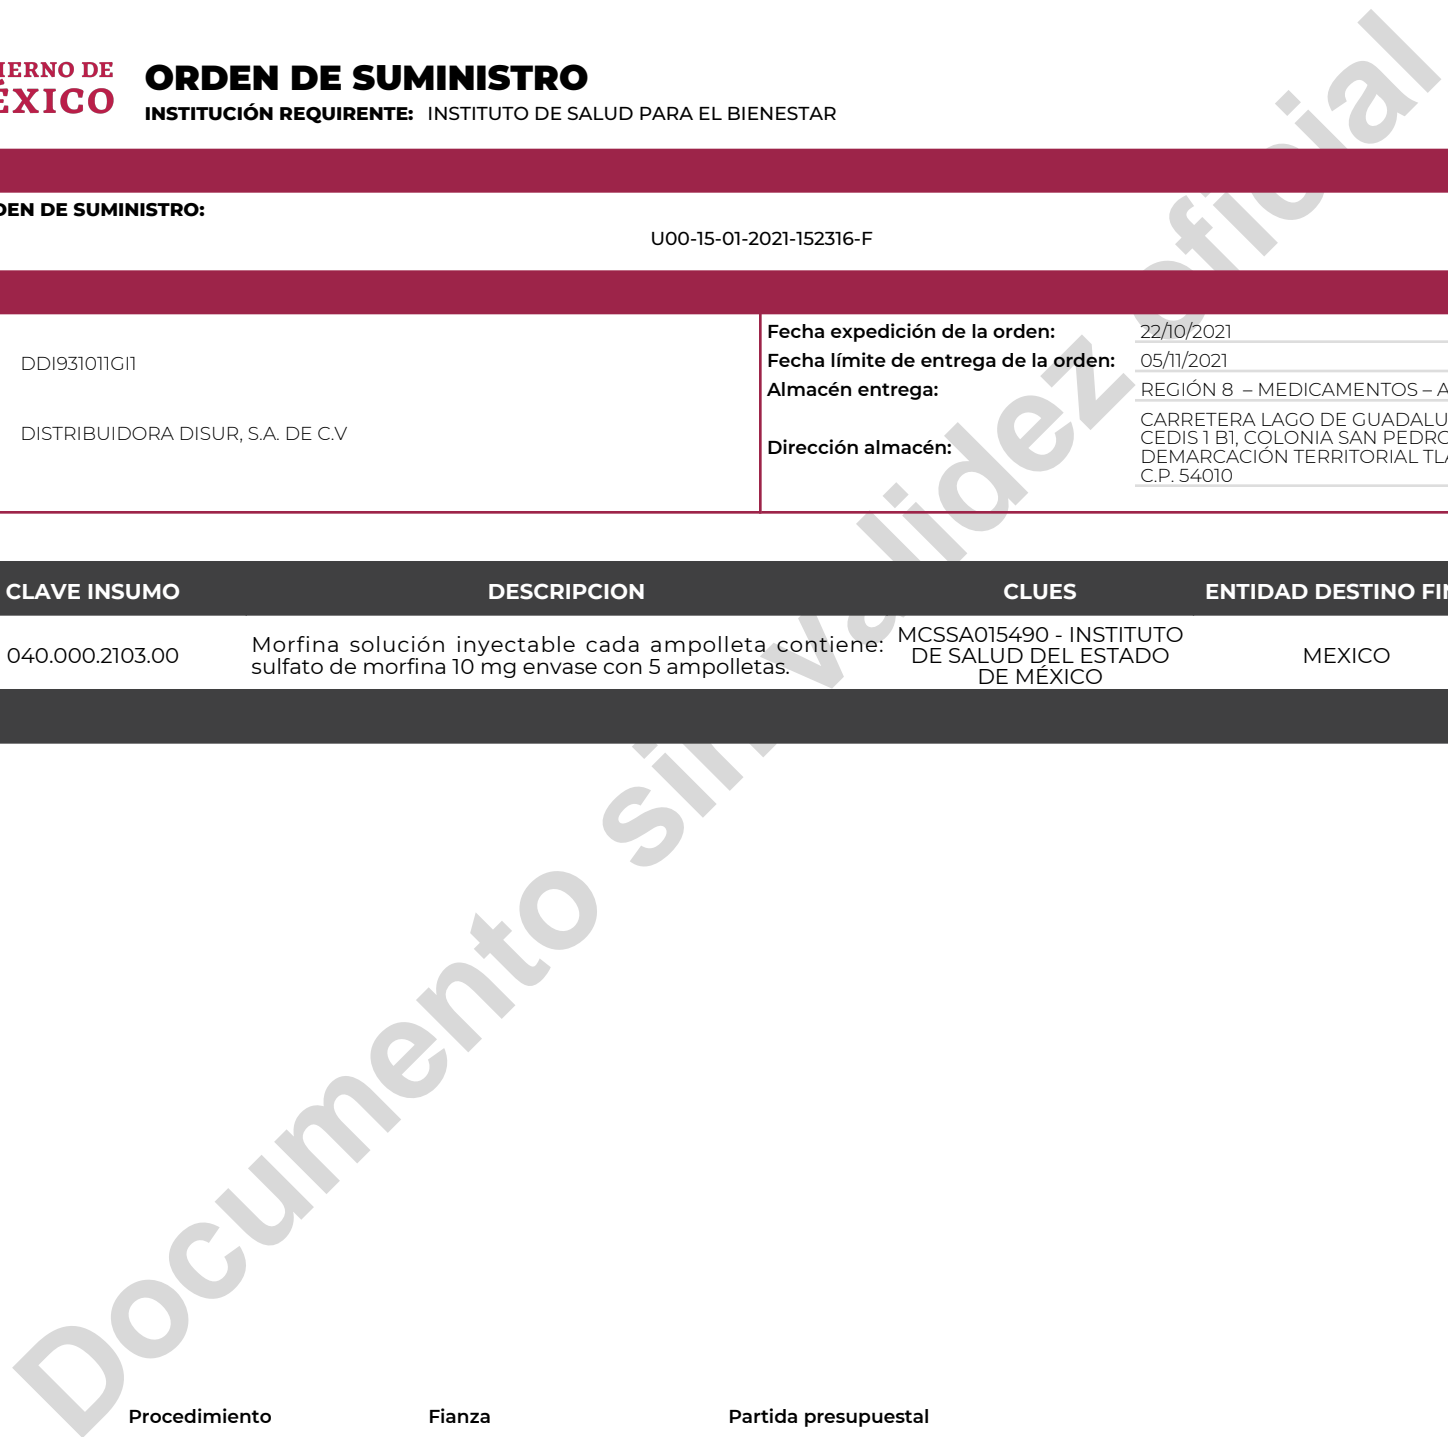 IERNO DE
ÉXICO
ORDEN DE SUMINISTRO
INSTITUCIÓN REQUIRENTE: INSTITUTO DE SALUD PARA EL BIENESTAR
DEN DE SUMINISTRO:
U00-15-01-2021-152316-F
DDI931011GI1
DISTRIBUIDORA DISUR, S.A. DE C.V
Fecha expedición de la orden: 22/10/2021
Fecha límite de entrega de la orden: 05/11/2021
Almacén entrega: REGIÓN 8 – MEDICAMENTOS – A
Dirección almacén:
CARRETERA LAGO DE GUADALU
CEDIS 1 B1, COLONIA SAN PEDRO
DEMARCACIÓN TERRITORIAL TLA
C.P. 54010
CLAVE INSUMO DESCRIPCION CLUES ENTIDAD DESTINO FIN
040.000.2103.00
Morfina solución inyectable cada ampolleta contiene:
sulfato de morfina 10 mg envase con 5 ampolletas.
MCSSA015490 - INSTITUTO
DE SALUD DEL ESTADO
DE MÉXICO
MEXICO
Documento sin validez oficial
Procedimiento Fianza Partida presupuestal